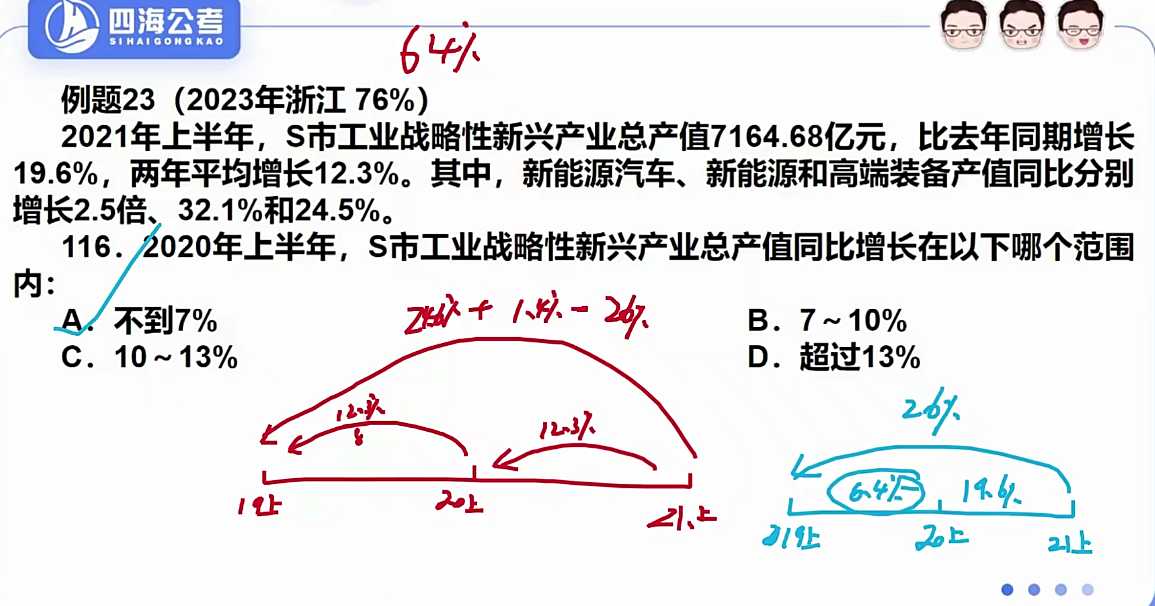 四海公考
SIHAIGONGKAO
64%
例题23（2023年浙江 76%）
2021年上半年，S市工业战略性新兴产业总产值7164.68亿元，比去年同期增长
19.6%，两年平均增长12.3%。其中，新能源汽车、新能源和高端装备产值同比分别
增长2.5倍、32.1%和24.5%。
116．2020年上半年，S市工业战略性新兴产业总产值同比增长在以下哪个范围
内：
A．不到7%
B．7～10%
C．10～13%
D．超过13%
24.6% + 1.4% = 26%
12.3%
12.3%
19上
20上
21上
26%
6.4%-
19.6%
19上
20上
21上